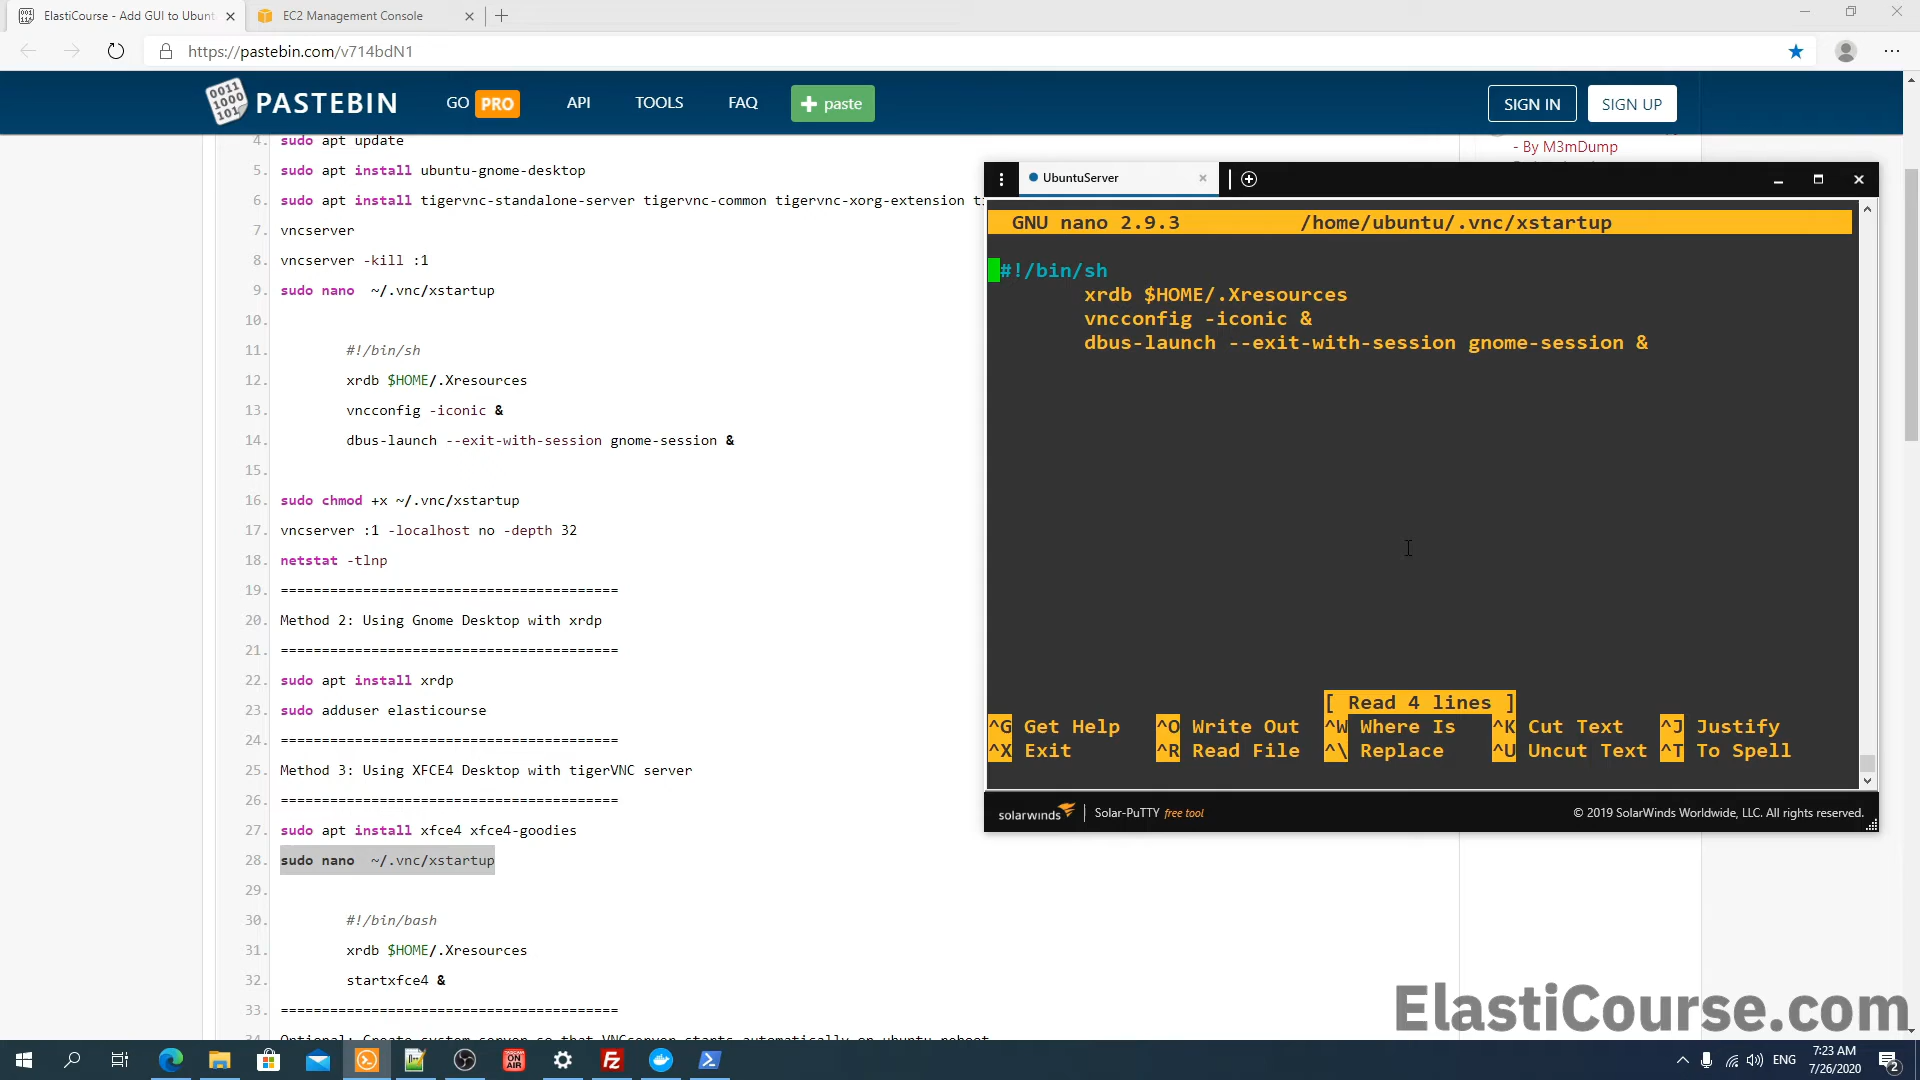 ElastiCourse - Add GUI to Ubunt
EC2 Management Console
https://pastebin.com/v714bdN1
0011
1000
101
PASTEBIN
GO PRO
API
TOOLS
FAQ
+ paste
SIGN IN
SIGN UP
4. sudo apt update
5. sudo apt install ubuntu-gnome-desktop
6. sudo apt install tigervnc-standalone-server tigervnc-common tigervnc-xorg-extension
7. vncserver
8. vncserver -kill :1
9. sudo nano  ~/.vnc/xstartup
10.
11. #!/bin/sh
12. xrdb $HOME/.Xresources
13. vncconfig -iconic &
14. dbus-launch --exit-with-session gnome-session &
15.
16. sudo chmod +x ~/.vnc/xstartup
17. vncserver :1 -localhost no -depth 32
18. netstat -tlnp
19. =========================================
20. Method 2: Using Gnome Desktop with xrdp
21. =========================================
22. sudo apt install xrdp
23. sudo adduser elasticourse
24. =========================================
25. Method 3: Using XFCE4 Desktop with tigerVNC server
26. =========================================
27. sudo apt install xfce4 xfce4-goodies
28. sudo nano  ~/.vnc/xstartup
29.
30. #!/bin/bash
31. xrdb $HOME/.Xresources
32. startxfce4 &
33. =========================================
- By M3mDump
UbuntuServer
GNU nano 2.9.3 /home/ubuntu/.vnc/xstartup
#!/bin/sh
xrdb $HOME/.Xresources
vncconfig -iconic &
dbus-launch --exit-with-session gnome-session &
[ Read 4 lines ]
^G Get Help ^O Write Out ^W Where Is ^K Cut Text ^J Justify
^X Exit ^R Read File ^\ Replace ^U Uncut Text ^T To Spell
solarwinds
Solar-PuTTY free tool
© 2019 SolarWinds Worldwide, LLC. All rights reserved.
ElastiCourse.com
ON
AIR
ENG
7:23 AM
7/26/2020
2